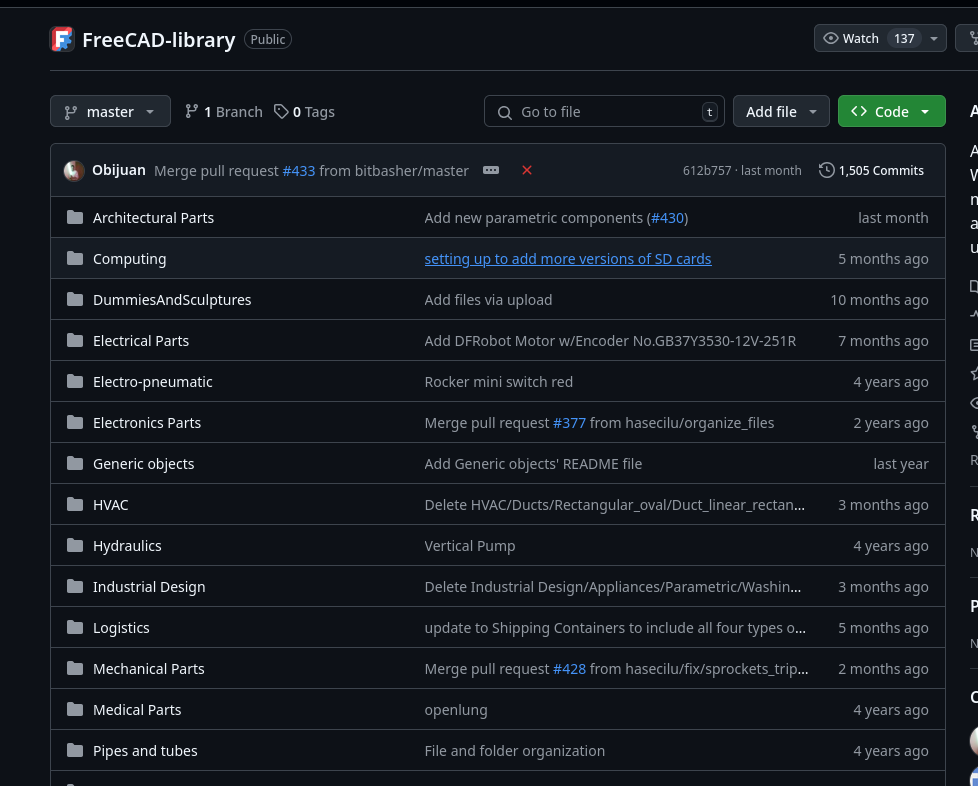 FreeCAD-library Public Watch 137
master 1 Branch 0 Tags Go to file t Add file Code
Obijuan Merge pull request #433 from bitbasher/master 612b757 · last month 1,505 Commits
Architectural Parts Add new parametric components (#430) last month
Computing setting up to add more versions of SD cards 5 months ago
DummiesAndSculptures Add files via upload 10 months ago
Electrical Parts Add DFRobot Motor w/Encoder No.GB37Y3530-12V-251R 7 months ago
Electro-pneumatic Rocker mini switch red 4 years ago
Electronics Parts Merge pull request #377 from hasecilu/organize_files 2 years ago
Generic objects Add Generic objects' README file last year
HVAC Delete HVAC/Ducts/Rectangular_oval/Duct_linear_rectan... 3 months ago
Hydraulics Vertical Pump 4 years ago
Industrial Design Delete Industrial Design/Appliances/Parametric/Washin... 3 months ago
Logistics update to Shipping Containers to include all four types o... 5 months ago
Mechanical Parts Merge pull request #428 from hasecilu/fix/sprockets_trip... 2 months ago
Medical Parts openlung 4 years ago
Pipes and tubes File and folder organization 4 years ago